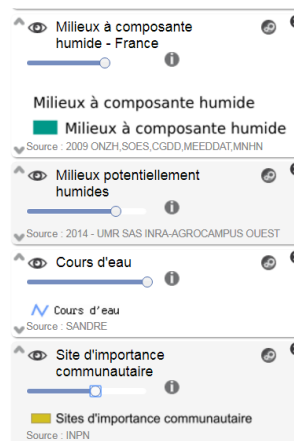 Milieux à composante
humide - France
Milieux à composante humide
Milieux à composante humide
Source : 2009 ONZH,SOES,CGDD,MEEDDAT,MNHN
Milieux potentiellement
humides
Source : 2014 - UMR SAS INRA-AGROCAMPUS OUEST
Cours d'eau
Cours d'eau
Source : SANDRE
Site d'importance
communautaire
Sites d'importance communautaire
Source : INPN